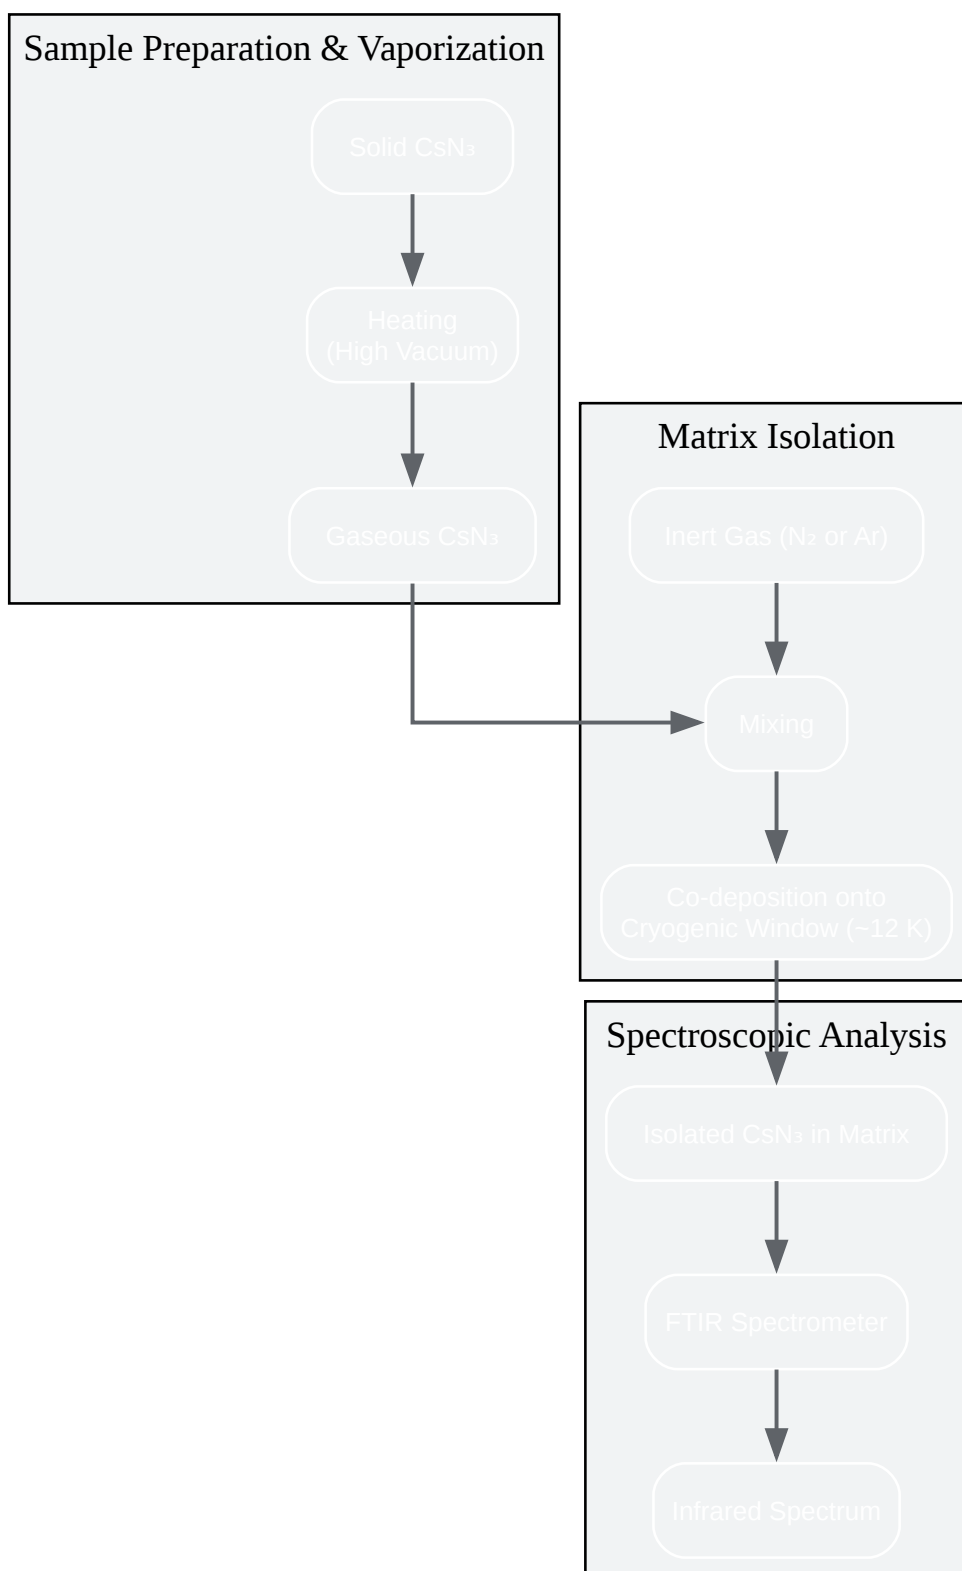 Sample Preparation & Vaporization
Solid CsN₃
Heating
(High Vacuum)
Gaseous CsN₃
Matrix Isolation
Inert Gas (N₂ or Ar)
Mixing
Co-deposition onto
Cryogenic Window (~12 K)
Spectroscopic Analysis
Isolated CsN₃ in Matrix
FTIR Spectrometer
Infrared Spectrum